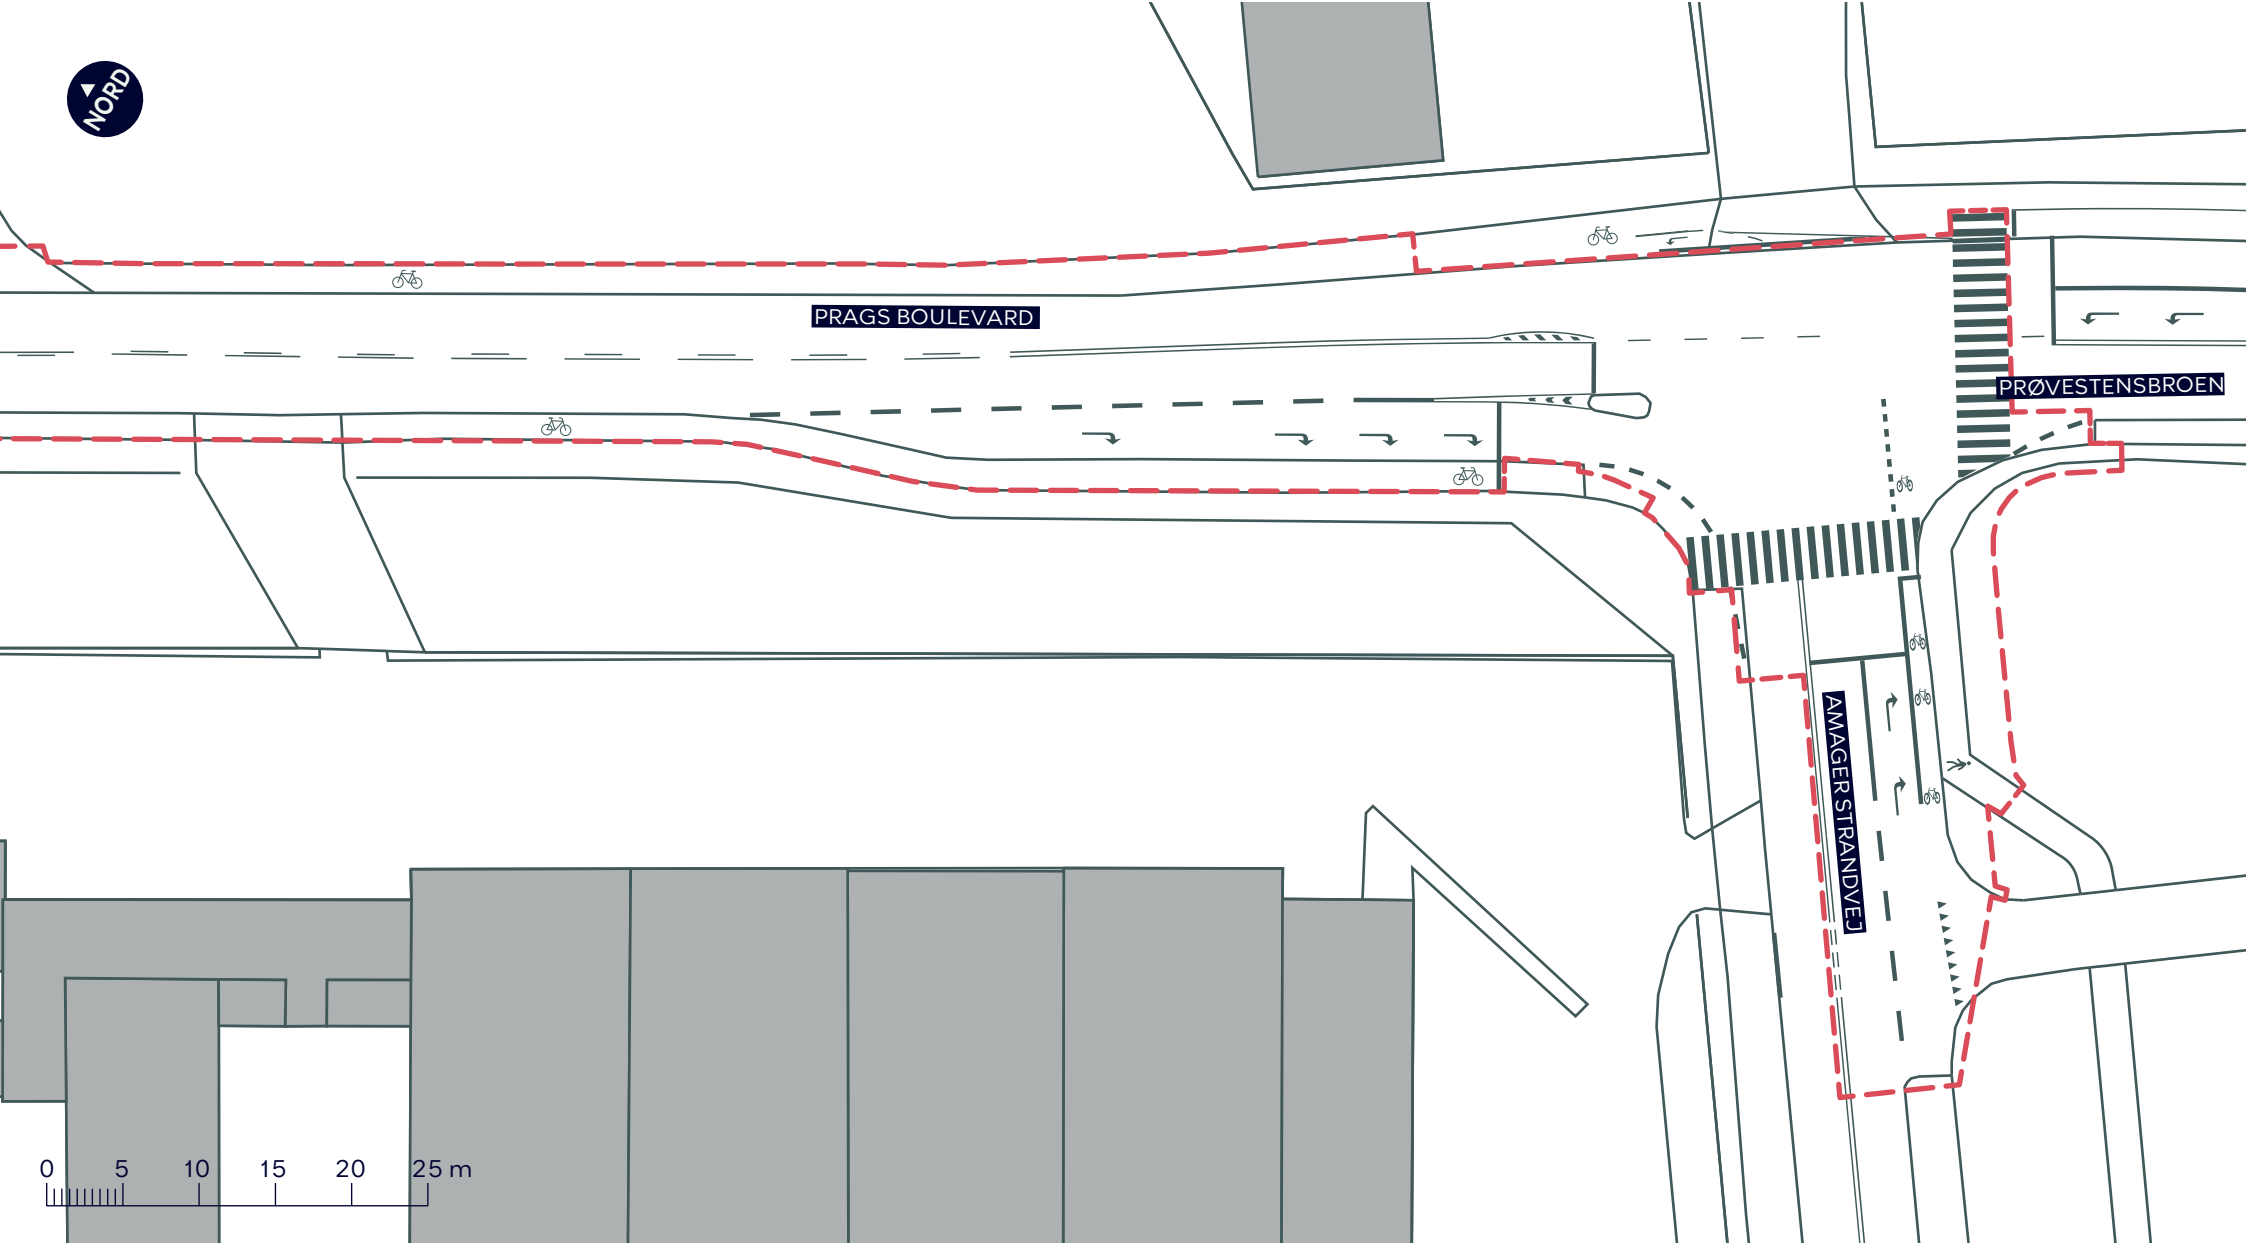 NORD
PRAGS BOULEVARD
PRØVESTENSBROEN
AMAGER STRANDVEJ
0 5 10 15 20 25 m